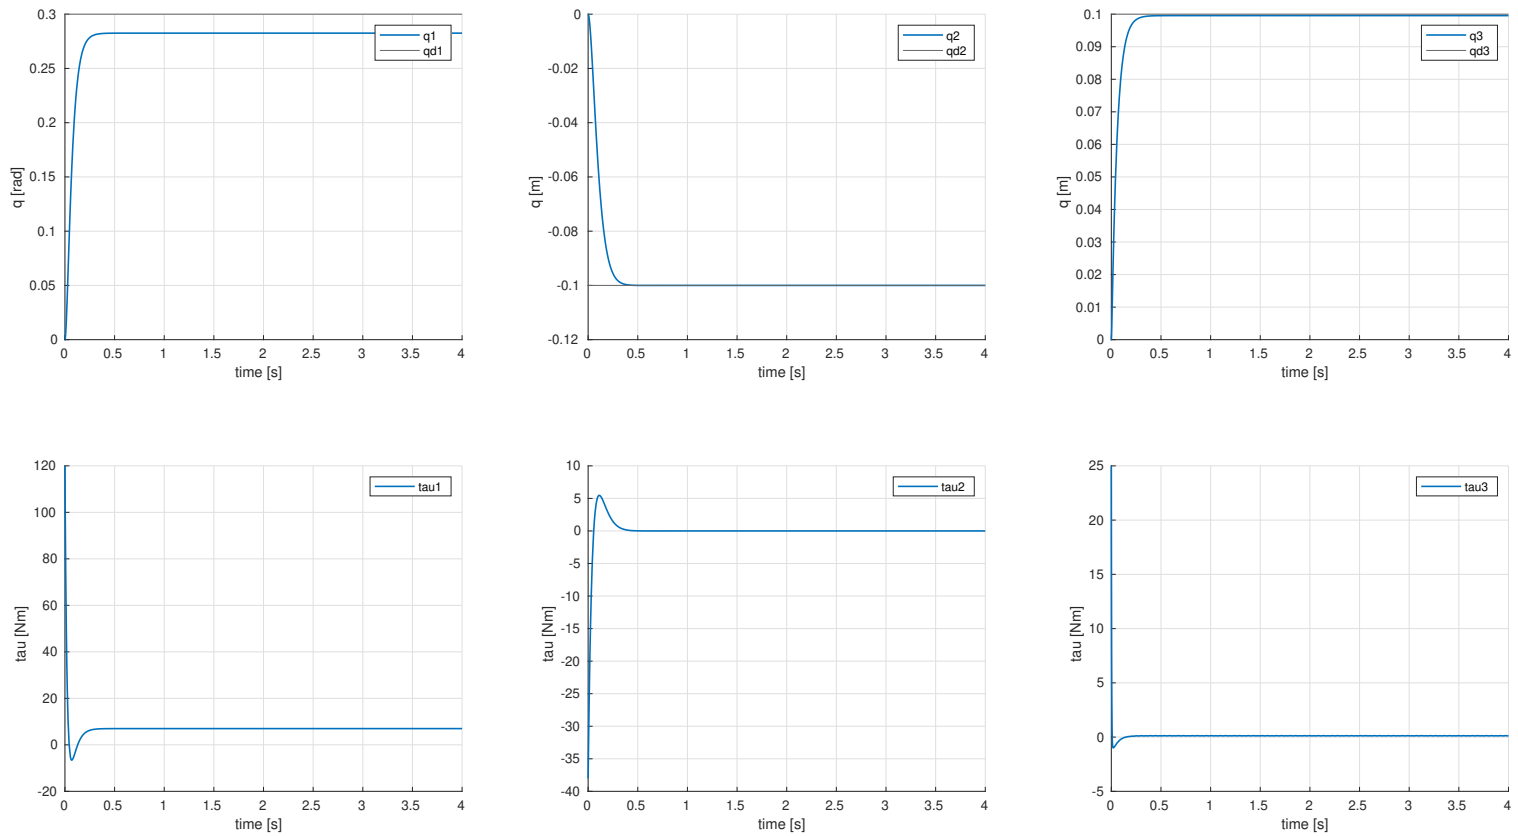 0.3
0.25
0.2
0.15
0.1
0.05
0
q [rad]
0 0.5 1 1.5 2 2.5 3 3.5 4
time [s]
q1
qd1
0
-0.02
-0.04
-0.06
-0.08
-0.1
-0.12
q [m]
0 0.5 1 1.5 2 2.5 3 3.5 4
time [s]
q2
qd2
0.1
0.09
0.08
0.07
0.06
0.05
0.04
0.03
0.02
0.01
0
q [m]
0 0.5 1 1.5 2 2.5 3 3.5 4
time [s]
q3
qd3
120
100
80
60
40
20
0
-20
tau [Nm]
0 0.5 1 1.5 2 2.5 3 3.5 4
time [s]
tau1
10
5
0
-5
-10
-15
-20
-25
-30
-35
-40
tau [Nm]
0 0.5 1 1.5 2 2.5 3 3.5 4
time [s]
tau2
25
20
15
10
5
0
-5
tau [Nm]
0 0.5 1 1.5 2 2.5 3 3.5 4
time [s]
tau3